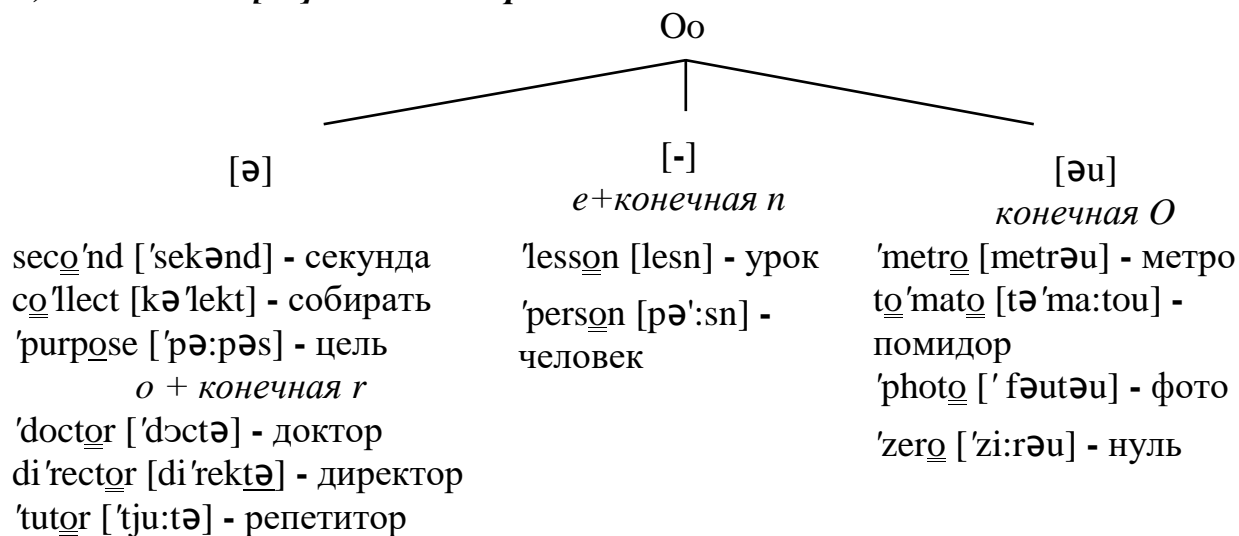 Oo
[ə]
seco'nd ['sekənd] - секунда
co'llect [kə'lekt] - собирать
'purpose ['pə:pəs] - цель
o + конечная r
'doctor ['dɔctə] - доктор
di'rector [di'rektə] - директор
'tutor ['tju:tə] - репетитор
[-]
e+конечная n
'lesson [lesn] - урок
'person [pə':sn] -
человек
[əu]
конечная O
'metro [metrəu] - метро
to'mato [tə'ma:tou] -
помидор
'photo [' fəutəu] - фото
'zero ['zi:rəu] - нуль